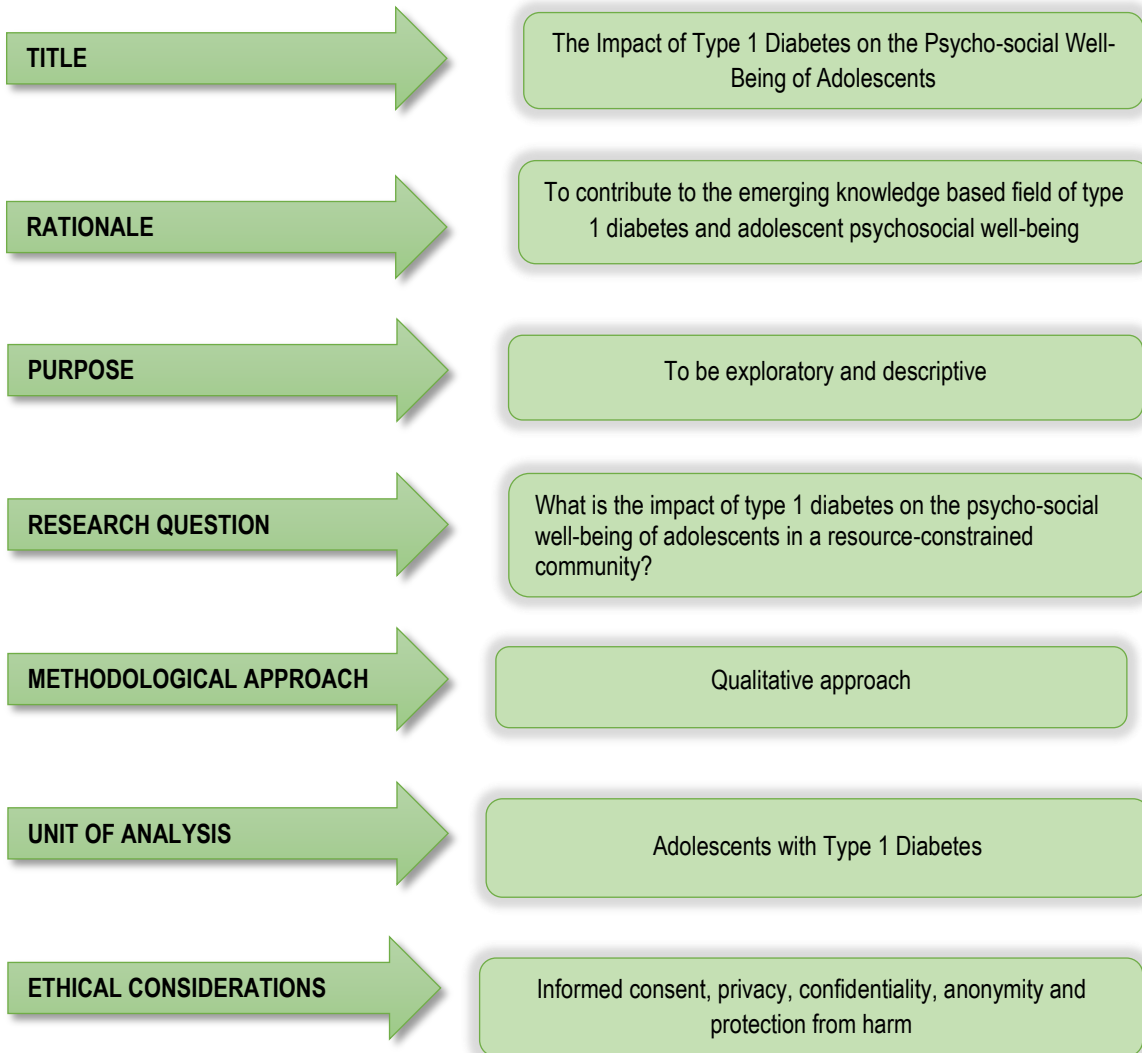 TITLE
The Impact of Type 1 Diabetes on the Psycho-social Well-
Being of Adolescents
RATIONALE
To contribute to the emerging knowledge based field of type
1 diabetes and adolescent psychosocial well-being
PURPOSE
To be exploratory and descriptive
RESEARCH QUESTION
What is the impact of type 1 diabetes on the psycho-social
well-being of adolescents in a resource-constrained
community?
METHODOLOGICAL APPROACH
Qualitative approach
UNIT OF ANALYSIS
Adolescents with Type 1 Diabetes
ETHICAL CONSIDERATIONS
Informed consent, privacy, confidentiality, anonymity and
protection from harm